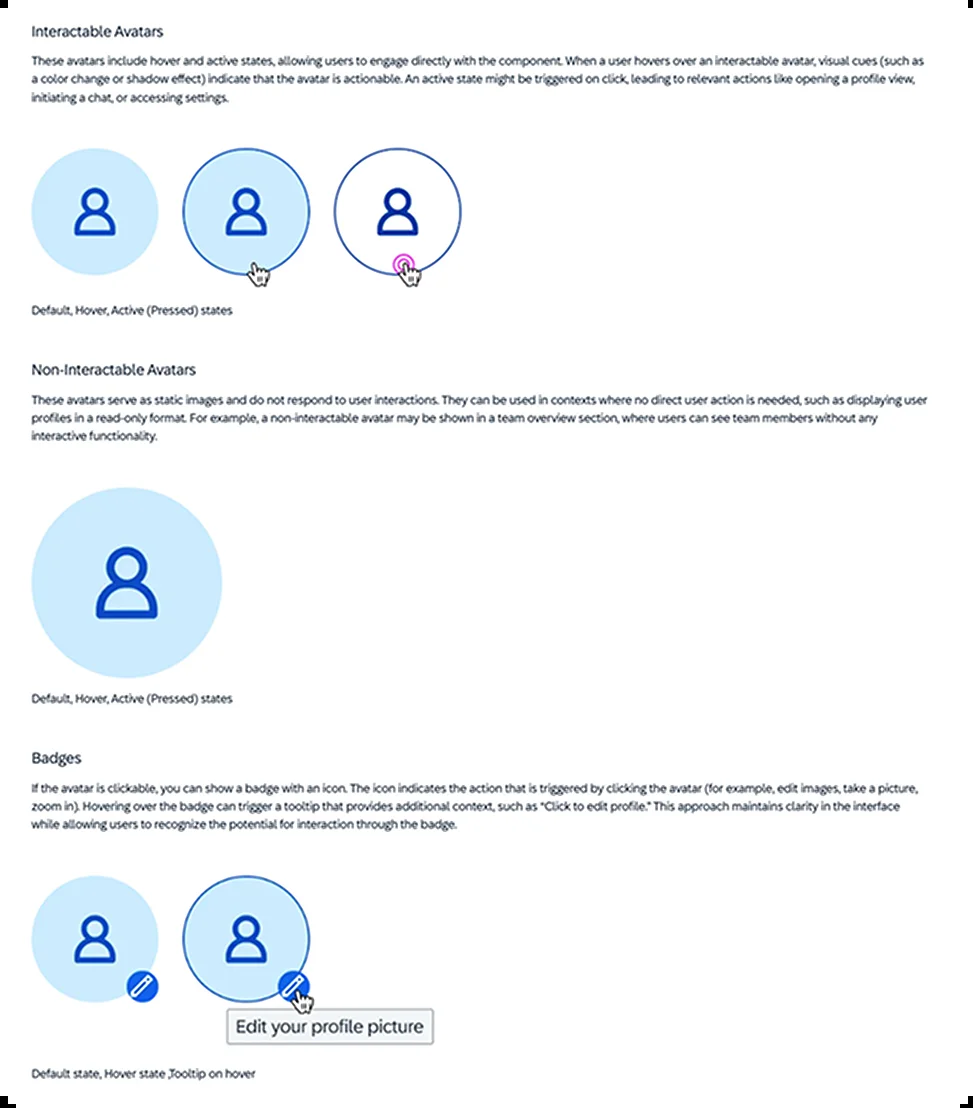 Interactable Avatars
These avatars include hover and active states, allowing users to engage directly with the component. When a user hovers over an interactable avatar, visual cues (such as
a color change or shadow effect) indicate that the avatar is actionable. An active state might be triggered on click, leading to relevant actions like opening a profile view,
initiating a chat, or accessing settings.
Default, Hover, Active (Pressed) states
Non-Interactable Avatars
These avatars serve as static images and do not respond to user interactions. They can be used in contexts where no direct user action is needed, such as displaying user
profiles in a read-only format. For example, a non-interactable avatar may be shown in a team overview section, where users can see team members without any
interactive functionality.
Default, Hover, Active (Pressed) states
Badges
If the avatar is clickable, you can show a badge with an icon. The icon indicates the action that is triggered by clicking the avatar (for example, edit images, take a picture,
zoom in). Hovering over the badge can trigger a tooltip that provides additional context, such as "Click to edit profile." This approach maintains clarity in the interface
while allowing users to recognize the potential for interaction through the badge.
Edit your profile picture
Default state, Hover state ,Tooltip on hover